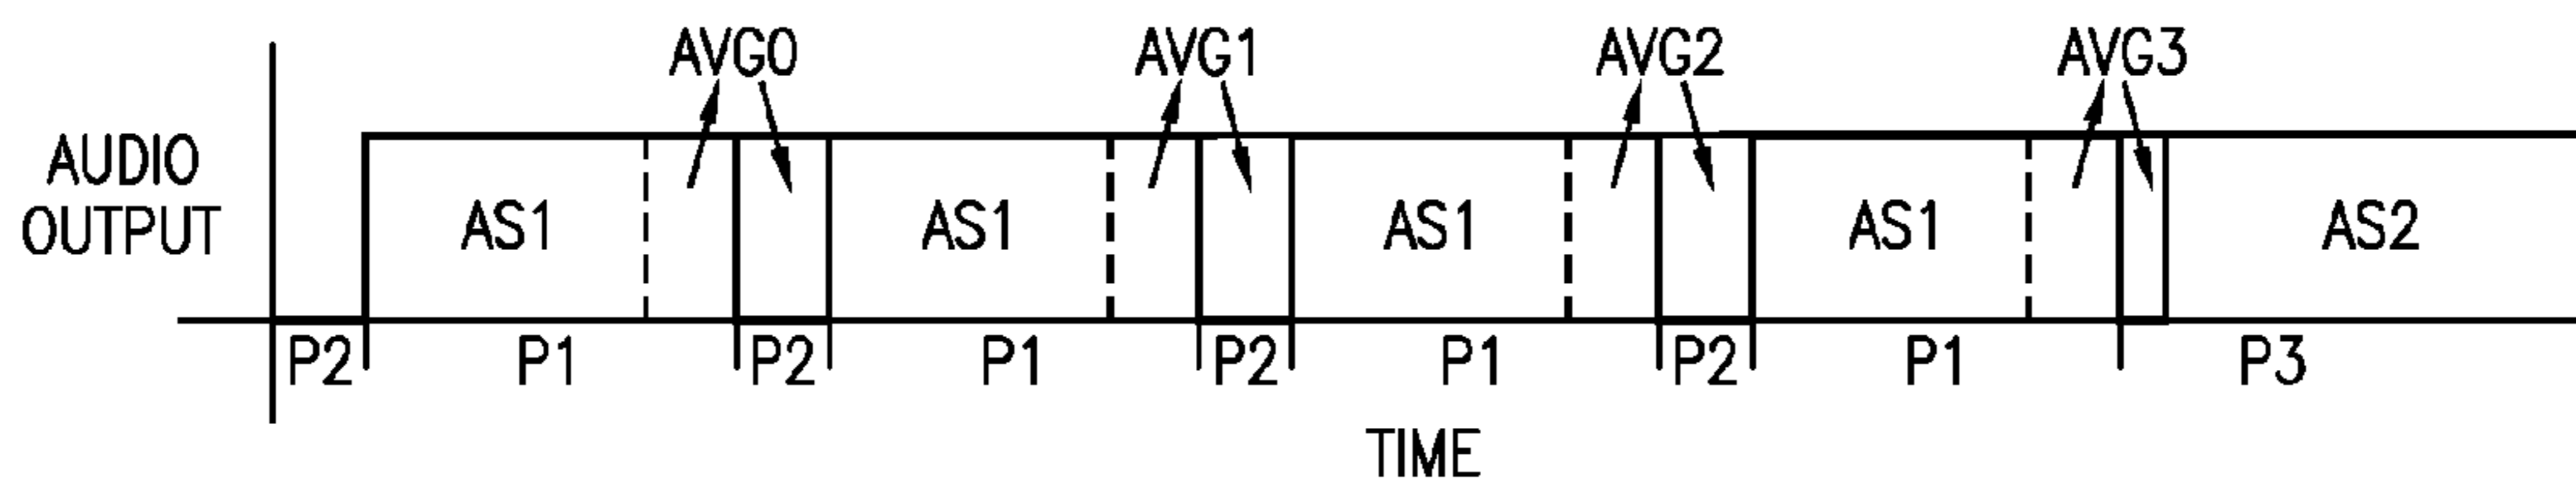 AVG0 AVG1 AVG2 AVG3
AUDIO
OUTPUT
AS1 AS1 AS1 AS1 AS2
P2 P1 P2 P1 P2 P1 P2 P1 P3
TIME